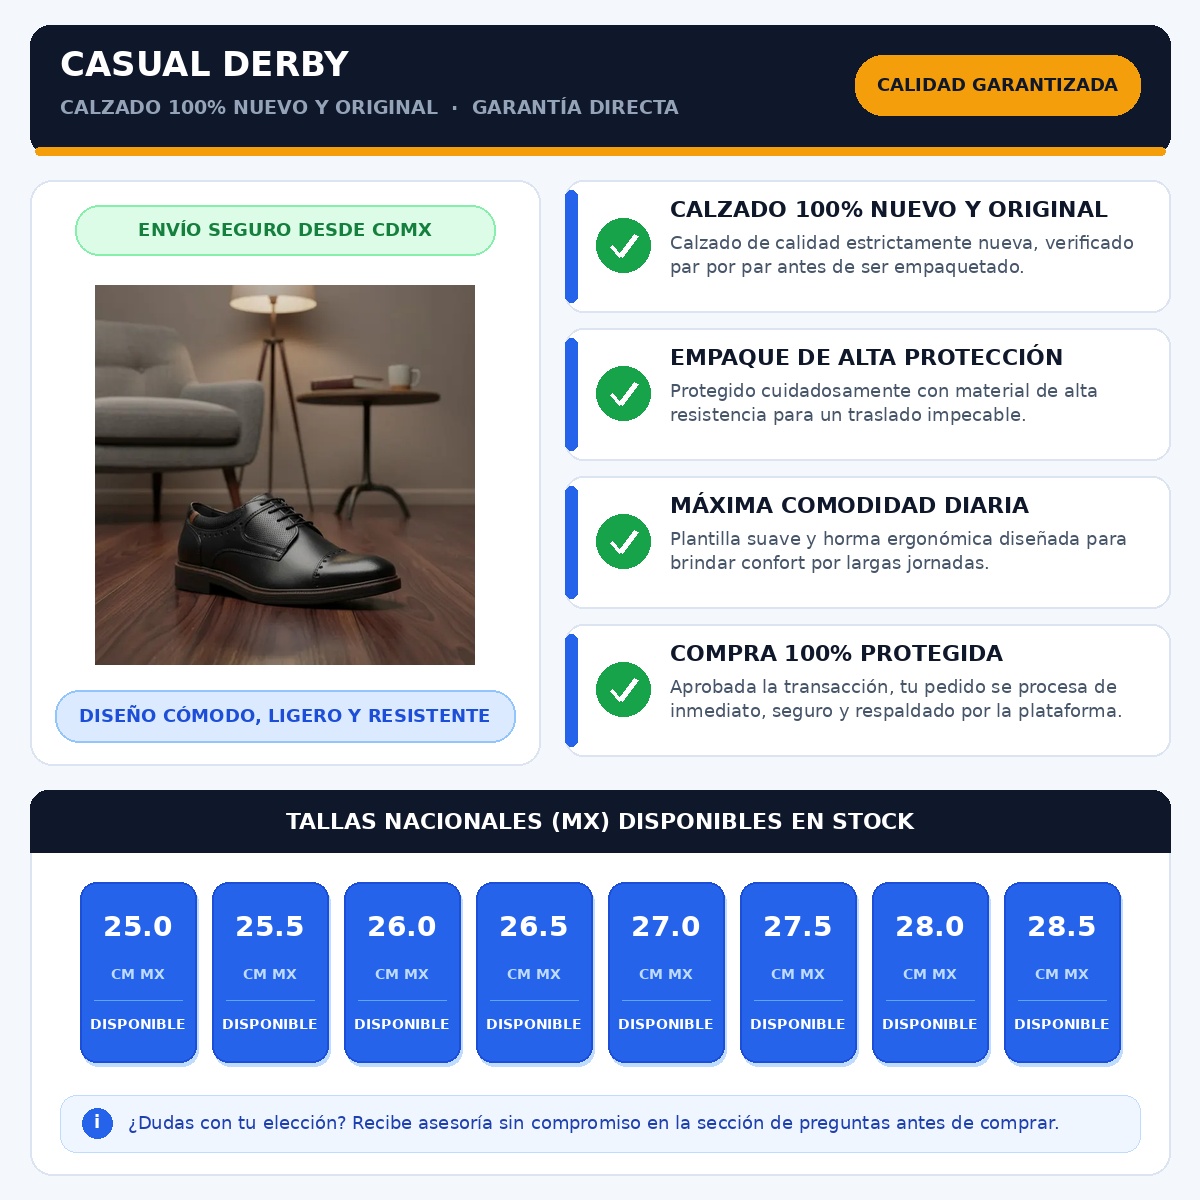 CASUAL DERBY
CALZADO 100% NUEVO Y ORIGINAL · GARANTÍA DIRECTA
CALIDAD GARANTIZADA
ENVÍO SEGURO DESDE CDMX
DISEÑO CÓMODO, LIGERO Y RESISTENTE
CALZADO 100% NUEVO Y ORIGINAL
Calzado de calidad estrictamente nueva, verificado
par por par antes de ser empaquetado.
EMPAQUE DE ALTA PROTECCIÓN
Protegido cuidadosamente con material de alta
resistencia para un traslado impecable.
MÁXIMA COMODIDAD DIARIA
Plantilla suave y horma ergonómica diseñada para
brindar confort por largas jornadas.
COMPRA 100% PROTEGIDA
Aprobada la transacción, tu pedido se procesa de
inmediato, seguro y respaldado por la plataforma.
TALLAS NACIONALES (MX) DISPONIBLES EN STOCK
25.0 25.5 26.0 26.5 27.0 27.5 28.0 28.5
CM MX CM MX CM MX CM MX CM MX CM MX CM MX CM MX
DISPONIBLE DISPONIBLE DISPONIBLE DISPONIBLE DISPONIBLE DISPONIBLE DISPONIBLE DISPONIBLE
i ¿Dudas con tu elección? Recibe asesoría sin compromiso en la sección de preguntas antes de comprar.